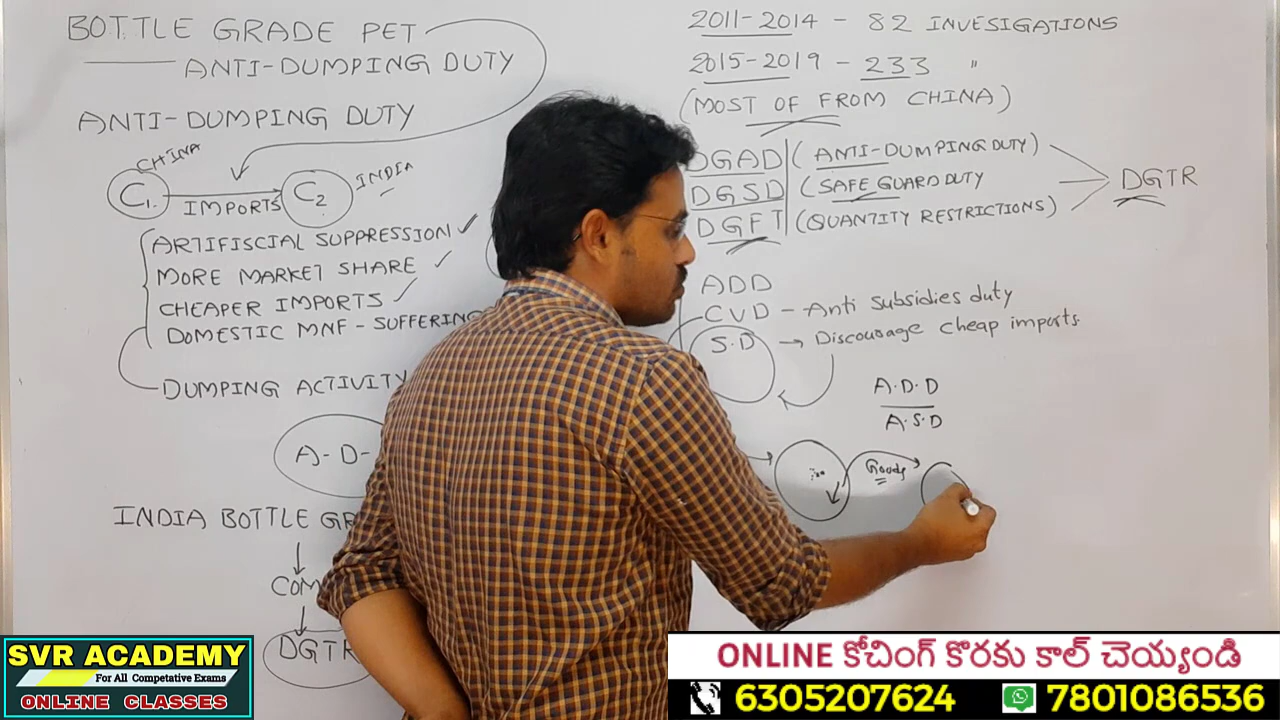 BOTTLE GRADE PET
ANTI-DUMPING DUTY
ANTI-DUMPING DUTY
CHINA
INDIA
C1.
C2
IMPORTS
ARTIFISCIAL SUPPRESSION
MORE MARKET SHARE
CHEAPER IMPORTS
DOMESTIC MNF - SUFFERING
DUMPING ACTIVITY
A-D-
INDIA BOTTLE GR
COM
DGTR
2011-2014 - 82 INVESIGATIONS
2015-2019 - 233 "
(MOST OF FROM CHINA)
DGAD (ANTI-DUMPING DUTY)
DGSD (SAFE GUARD DUTY
DGFT (QUANTITY RESTRICTIONS)
DGTR
ADD
CVD - Anti subsidies duty
S.D → Discourage cheap imports
A.D.D
A.S.D
Goods
SVR ACADEMY
For All Competative Exams
ONLINE CLASSES
ONLINE కోచింగ్ కొరకు కాల్ చెయ్యండి
6305207624 7801086536